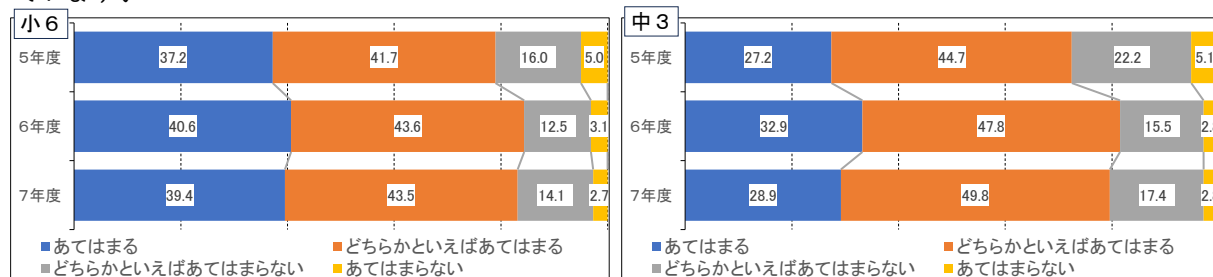 小6
5年度 37.2 41.7 16.0 5.0
6年度 40.6 43.6 12.5 3.1
7年度 39.4 43.5 14.1 2.7
■あてはまる ■どちらかといえばあてはまる
■どちらかといえばあてはまらない ■あてはまらない
中3
5年度 27.2 44.7 22.2 5.1
6年度 32.9 47.8 15.5
7年度 28.9 49.8 17.4
■あてはまる ■どちらかといえばあてはまる
■どちらかといえばあてはまらない ■あてはまらない